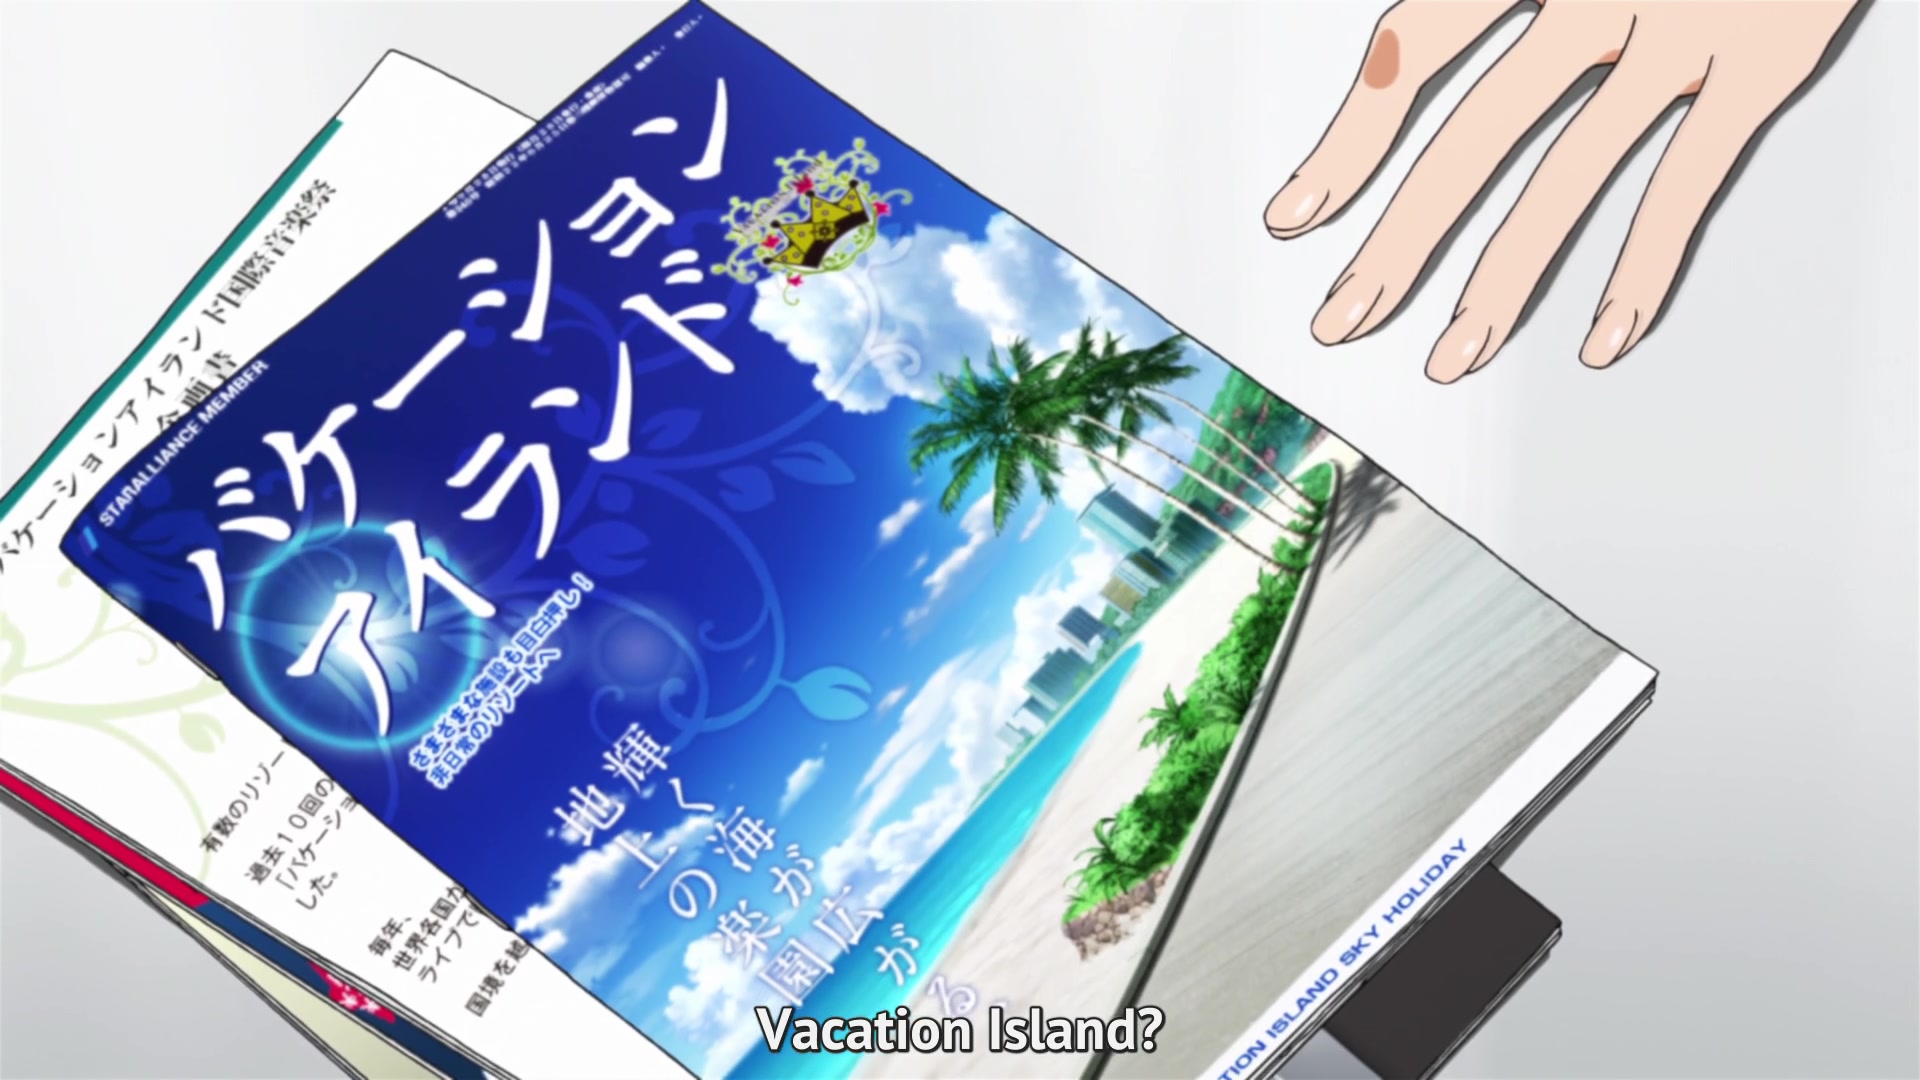 バケーション
アイランド
さまざまな施設も目白押し!
非日常のリゾートへ
輝く海が広がる
地上の楽園
STARALLIANCE MEMBER
TION ISLAND SKY HOLIDAY
バケーションアイランド国際音楽祭
企画書
有数のリゾー
過去10回の
「バケーショ
した。
毎年、
世界各国か
ライブで
国境を越
Vacation Island?